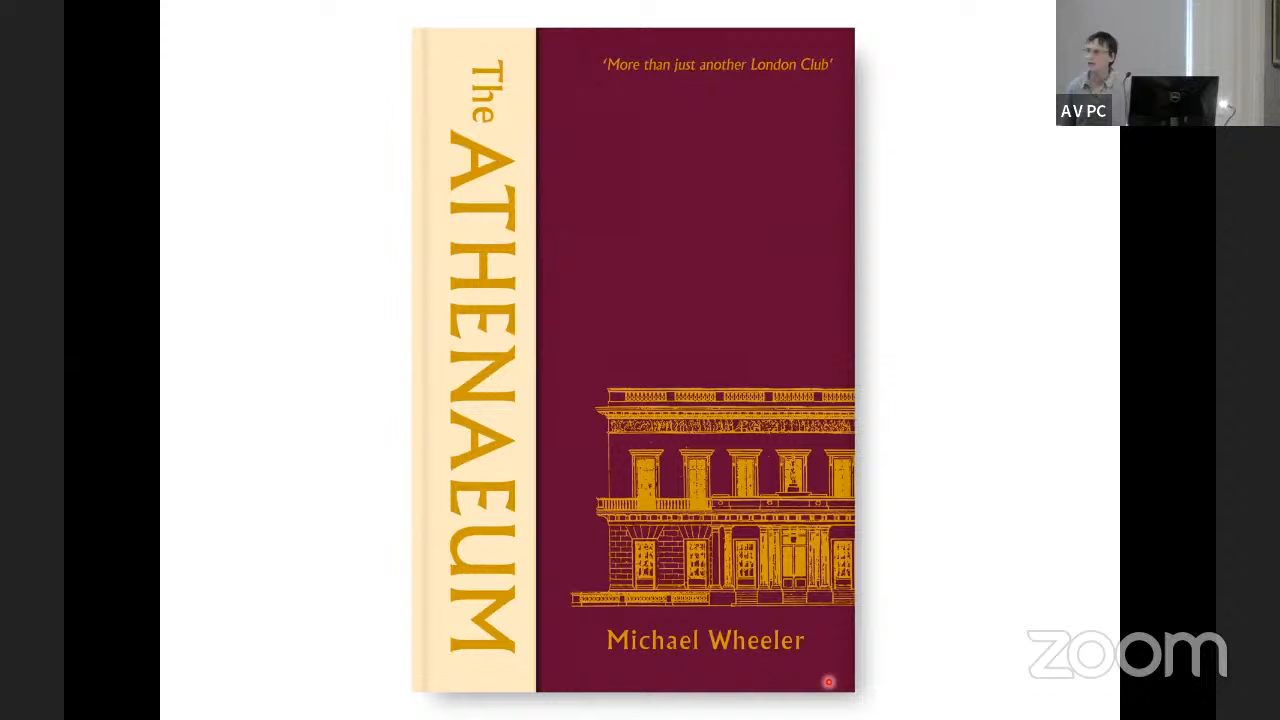 The ATHENAEUM
'More than just another London Club'
Michael Wheeler
AV PC
zoom